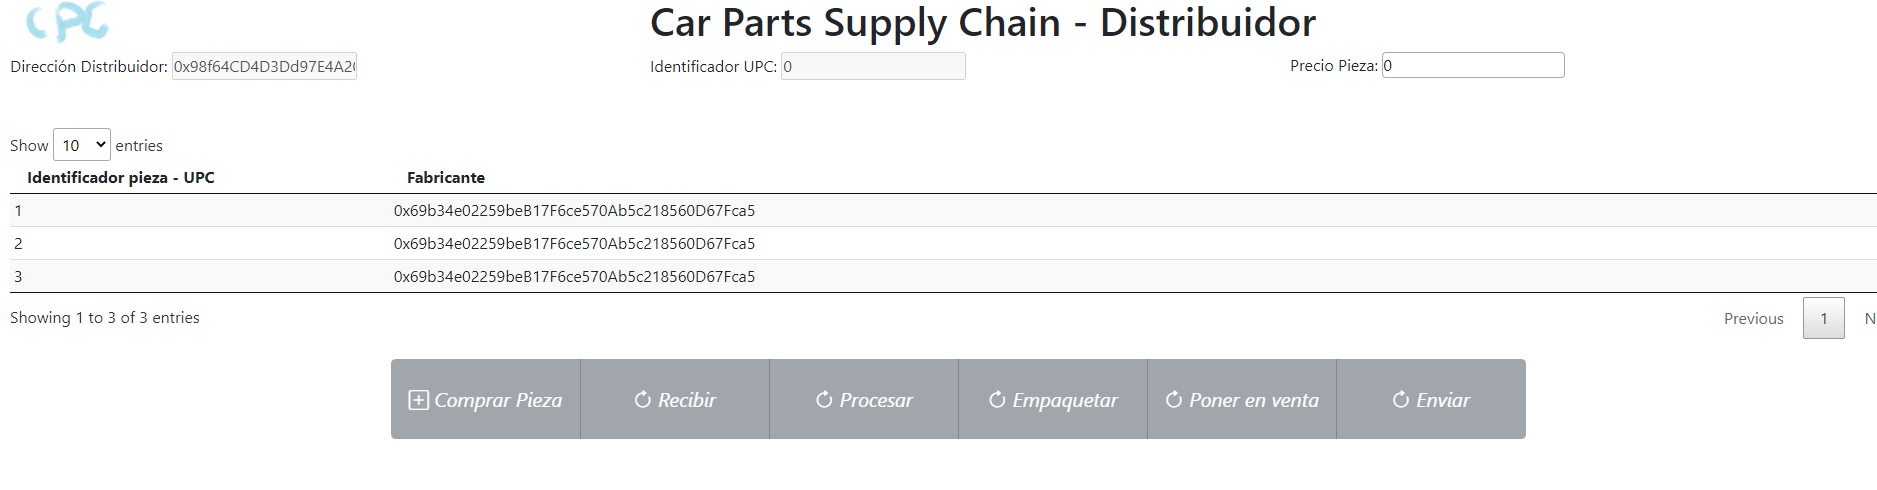 CPC
Car Parts Supply Chain - Distribuidor
Dirección Distribuidor: 0x98f64CD4D3Dd97E4A2 Identificador UPC: 0 Precio Pieza: 0
Show 10 entries
Identificador pieza - UPC Fabricante
1 0x69b34e02259beB17F6ce570Ab5c218560D67Fca5
2 0x69b34e02259beB17F6ce570Ab5c218560D67Fca5
3 0x69b34e02259beB17F6ce570Ab5c218560D67Fca5
Showing 1 to 3 of 3 entries Previous 1 N
Comprar Pieza Recibir Procesar Empaquetar Poner en venta Enviar